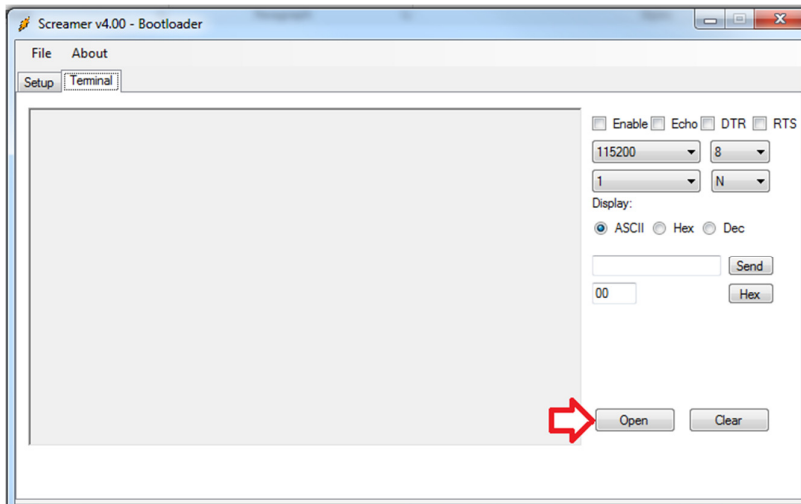 Screamer v4.00 - Bootloader
File About
Setup Terminal
Enable Echo DTR RTS
115200 8
1 N
Display:
ASCII Hex Dec
Send
00 Hex
Open Clear